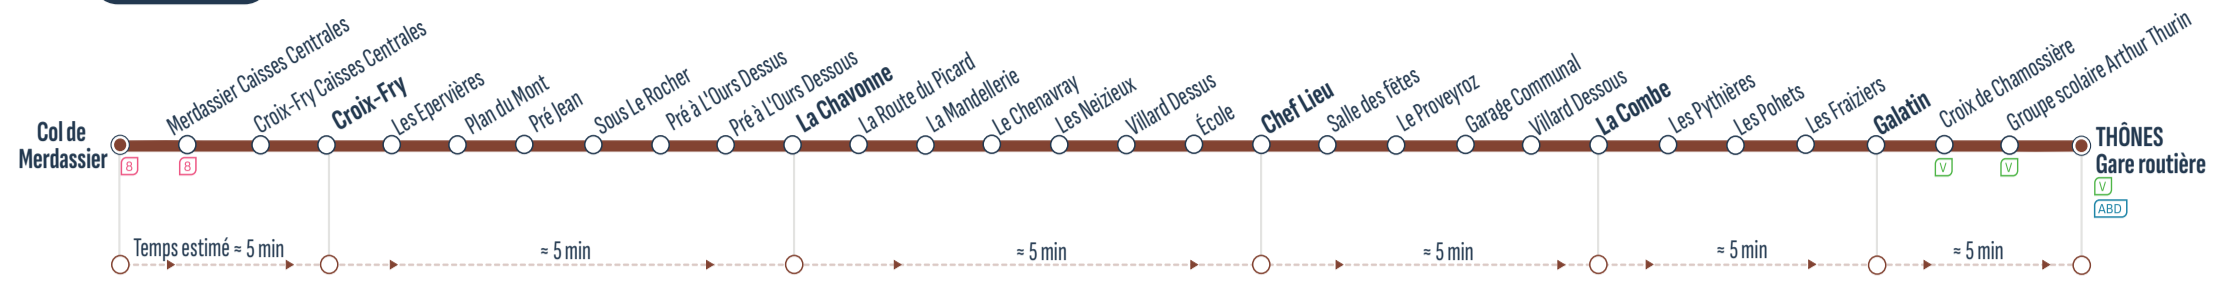 Col de
Merdassier
8
Merdassier Caisses Centrales
8
Croix-Fry Caisses Centrales
Croix-Fry
Les Epervières
Plan du Mont
Pré Jean
Sous Le Rocher
Pré à L'Ours Dessus
Pré à L'Ours Dessous
La Chavonne
La Route du Picard
La Mandellerie
Le Chenavray
Les Neizieux
Villard Dessus
École
Chef Lieu
Salle des fêtes
Le Proveyroz
Garage Communal
Villard Dessous
La Combe
Les Pythières
Les Pohets
Les Fraiziers
Galatin
Croix de Chamossière
V
Groupe scolaire Arthur Thurin
V
THÔNES
Gare routière
V
ABD
Temps estimé ≈ 5 min
≈ 5 min
≈ 5 min
≈ 5 min
≈ 5 min
≈ 5 min